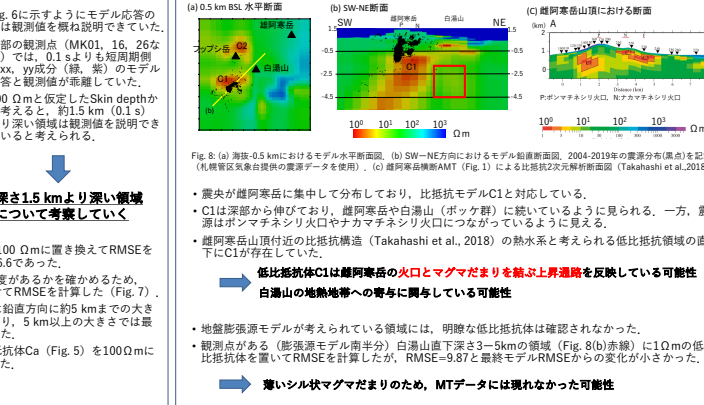 g. 6に示すようにモデル応答の
は観測値を概ね説明できていた.
部の観測点（MK01，16，26な
）では，0.1 sよりも短周期側
xx，yy成分（緑，紫）のモデル
答と観測値が乖離していた.
00 Ωmと仮定したSkin depthか
考えると，約1.5 km（0.1 s）
り深い領域は観測値を説明でき
いると考えられる.
深さ1.5 kmより深い領域
について考察していく
100 Ωmに置き換えてRMSEを
6.6であった.
度があるかを確かめるため，
てRMSEを計算した（Fig. 7）.
は鉛直方向に約5 kmまでの大き
り，5 km以上の大きさでは最
た.
抵抗体Ca（Fig. 5）を100Ωmに
た.
(a) 0.5 km BSL 水平断面
雌阿寒岳
フップシ岳
C2
白湯山
C1
(b)
(b) SW-NE断面
雌阿寒岳
白湯山
SW
P N
NE
1.5
-0.5
-2.5
-4.5
C1
1.5
-0.5
-2.5
-4.5
10⁰ 10¹ 10² 10³ Ωm
(C) 雌阿寒岳山頂における断面
(km) A
2
1
0
Distance (km)
P:ポンマチネシリ火口，N:ナカマチネシリ火口
10⁰ 10¹ 10² 10³ Ωm
Fig. 8: (a) 海抜-0.5 kmにおけるモデル水平断面図．(b) SW－NE方向におけるモデル鉛直断面図．2004-2019年の震源分布(黒点)を記
（札幌管区気象台提供の震源データを使用）．(c) 雌阿寒岳横断AMT（Fig. 1）による比抵抗2次元解析断面図（Takahashi et al.,2018
• 震央が雌阿寒岳に集中して分布しており，比抵抗モデルC1と対応している.
• C1は深部から伸びており，雌阿寒岳や白湯山（ボッケ群）に続いているように見られる．一方，震
源はポンマチネシリ火口やナカマチネシリ火口につながっているように見える.
• 雌阿寒岳山頂付近の比抵抗構造（Takahashi et al., 2018）の熱水系と考えられる低比抵抗領域の直
下にC1が存在していた.
低比抵抗体C1は雌阿寒岳の火口とマグマだまりを結ぶ上昇通路を反映している可能性
白湯山の地熱地帯への寄与に関与している可能性
• 地盤膨張源モデルが考えられている領域には，明瞭な低比抵抗体は確認されなかった.
• 観測点がある（膨張源モデル南半分）白湯山直下深さ3－5kmの領域（Fig. 8(b)赤線）に1Ωmの低
比抵抗体を置いてRMSEを計算したが，RMSE=9.87と最終モデルRMSEからの変化が小さかった.
薄いシル状マグマだまりのため，MTデータには現れなかった可能性